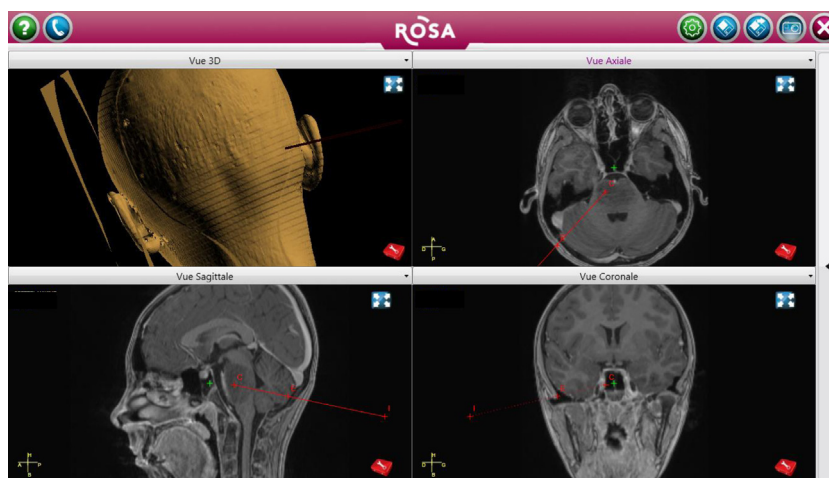 ROSA
Vue 3D
Vue Axiale
A
D G
P
Vue Sagittale
Vue Coronale
C
E
I
H
A P
B
C
E
I
H
D G
B